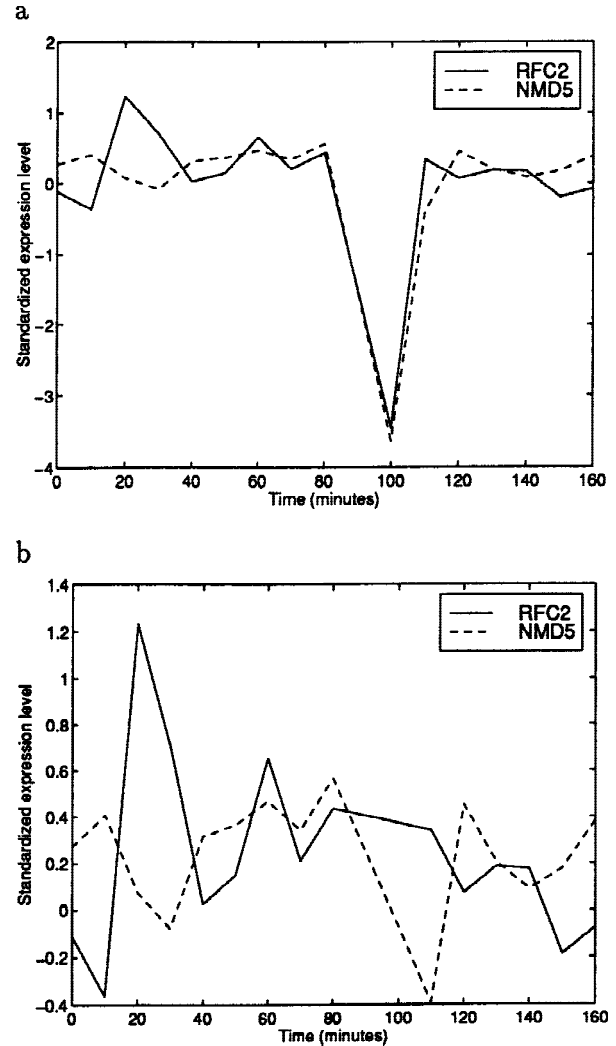 a
2
1
0
−1
−2
−3
−4
Standardized expression level
RFC2
NMD5
0 20 40 60 80 100 120 140 160
Time (minutes)
b
1.4
1.2
1
0.8
0.6
0.4
0.2
0
−0.2
−0.4
Standardized expression level
RFC2
NMD5
0 20 40 60 80 100 120 140 160
Time (minutes)